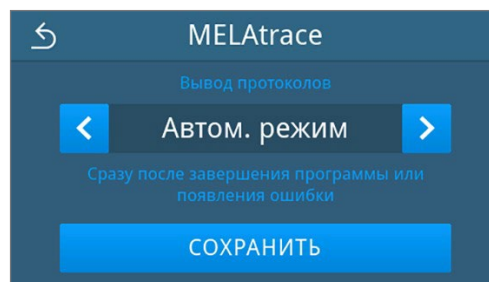 MELAtrace
Вывод протоколов
Автом. режим
Сразу после завершения программы или
появления ошибки
СОХРАНИТЬ